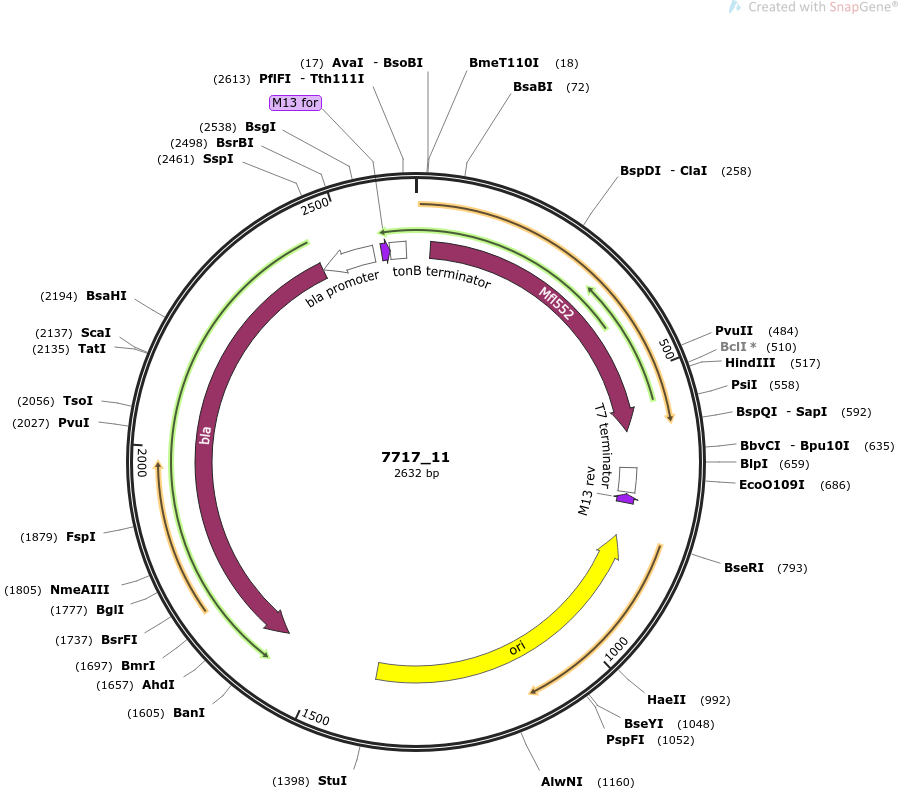 Created with SnapGene®
(17) AvaI - BsoBI
BmeT110I (18)
(2613) PflFI - Tth111I
BsaBI (72)
M13 for
(2538) BsgI
(2498) BsrBI
(2461) SspI
BspDI - ClaI (258)
2500
bla promoter
tonB terminator
Mfl552
(2194) BsaHI
(2137) ScaI
(2135) TatI
PvuII (484)
500
BclI * (510)
HindIII (517)
PsiI (558)
(2056) TsoI
(2027) PvuI
BspQI - SapI (592)
bla
T7 terminator
2000
7717_11
2632 bp
BbvCI - Bpu10I (635)
BlpI (659)
EcoO109I (686)
M13 rev
(1879) FspI
BseRI (793)
(1805) NmeAIII
(1777) BglI
(1737) BsrFI
ori
1000
(1697) BmrI
(1657) AhdI
HaeII (992)
(1605) BanI
1500
BseYI (1048)
PspFI (1052)
(1398) StuI
AlwNI (1160)